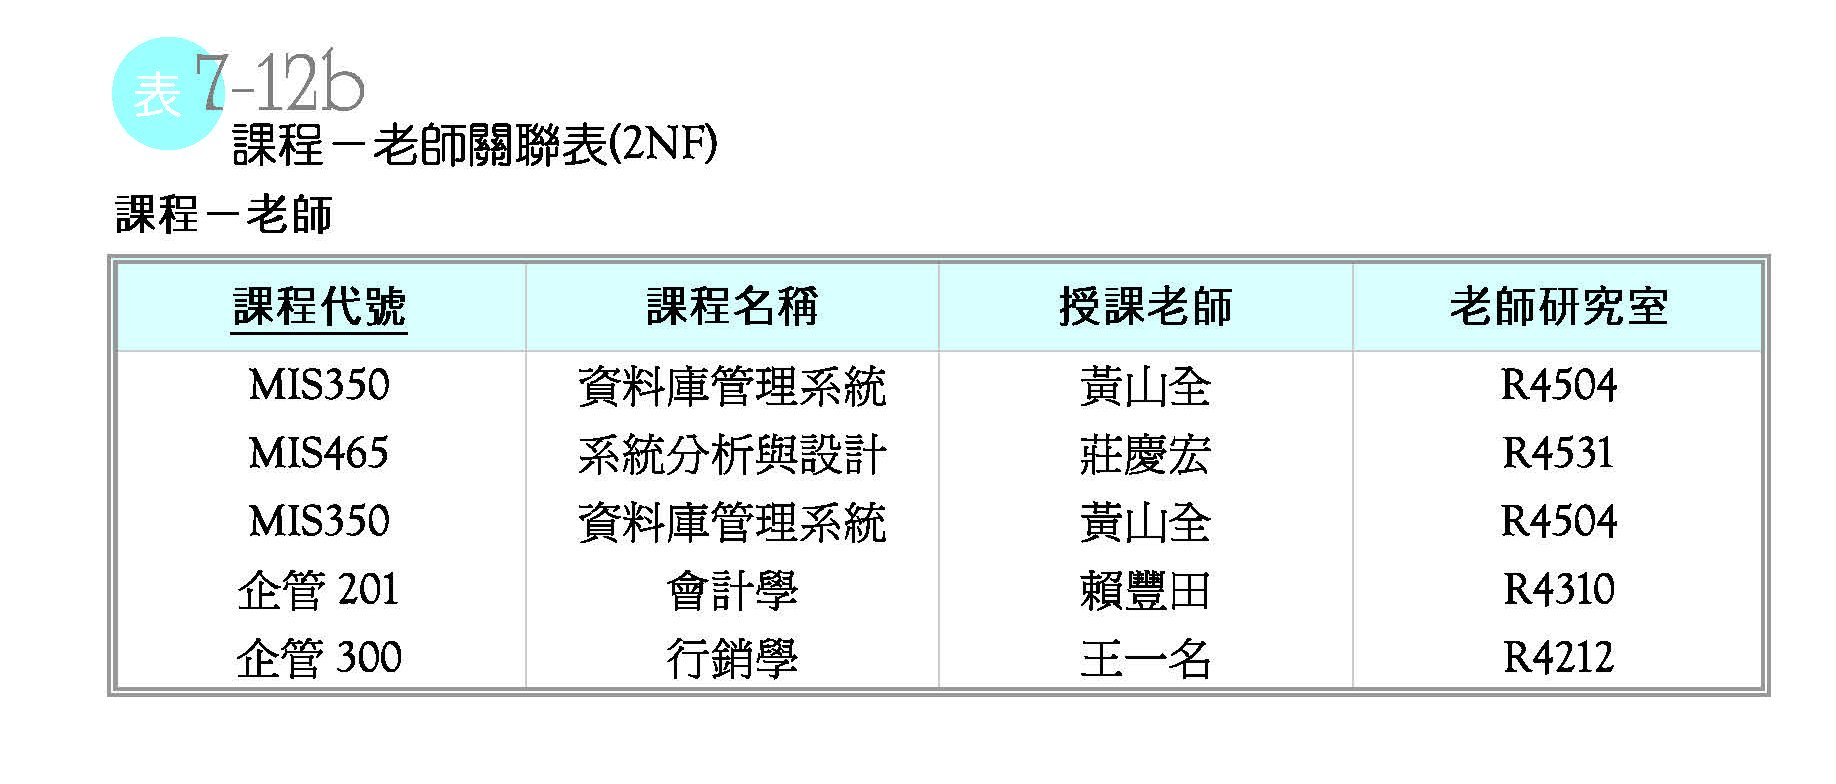 表 7-12b
課程－老師關聯表(2NF)
課程－老師
課程代號 課程名稱 授課老師 老師研究室
MIS350 資料庫管理系統 黃山全 R4504
MIS465 系統分析與設計 莊慶宏 R4531
MIS350 資料庫管理系統 黃山全 R4504
企管 201 會計學 賴豐田 R4310
企管 300 行銷學 王一名 R4212